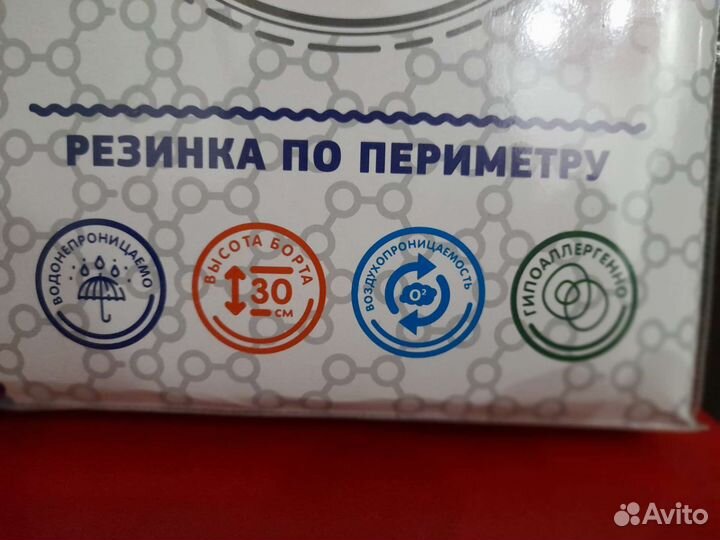 РЕЗИНКА ПО ПЕРИМЕТРУ
ВОДОНЕПРОНИЦАЕМО
ВЫСОТА БОРТА
30
СМ
ВОЗДУХОПРОНИЦАЕМОСТЬ
O²
ГИПОАЛЛЕРГЕННО
Avito